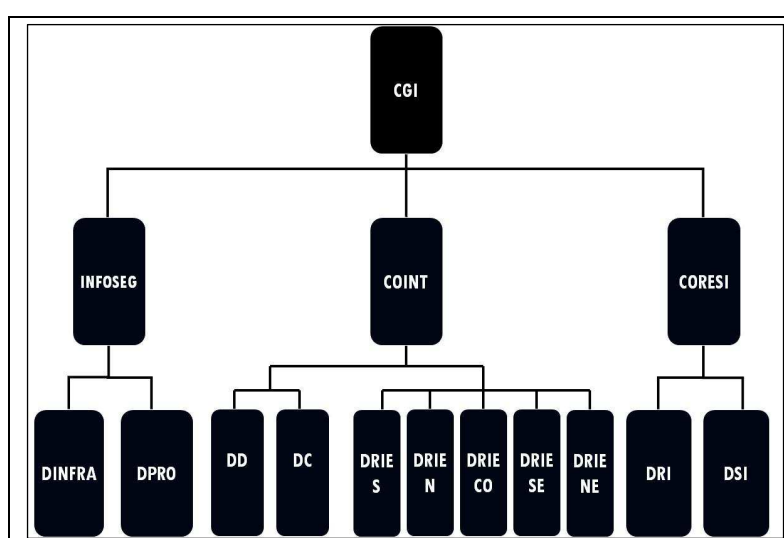 CGI
INFOSEG
COINT
CORESI
DINFRA
DPRO
DD
DC
DRIE
S
DRIE
N
DRIE
CO
DRIE
SE
DRIE
NE
DRI
DSI